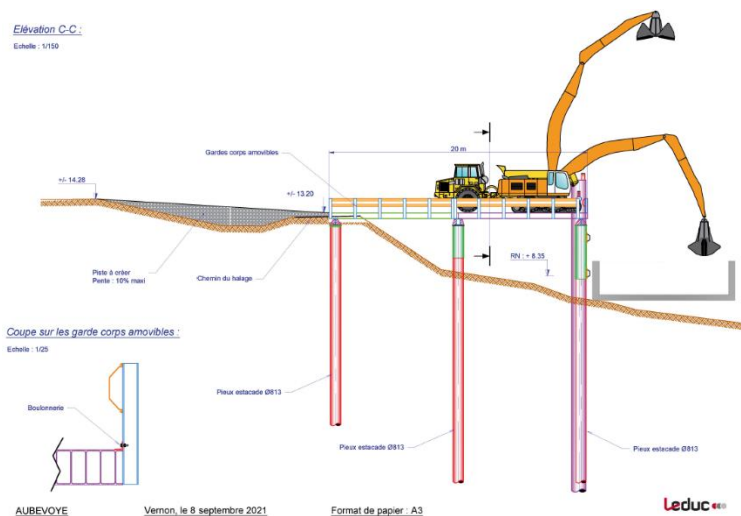 Elévation C-C :
Echelle : 1/150
20 m
Gardes corps amovibles
+/- 14.28
+/- 13.20
RN : + 8.35
Piste à créer
Pente : 10% maxi
Chemin du halage
Coupe sur les garde corps amovibles :
Echelle : 1/25
Boulonnerie
Pieux estacade Ø813
Pieux estacade Ø813
Pieux estacade Ø813
AUBEVOYE
Vernon, le 8 septembre 2021
Format de papier : A3
Leduc